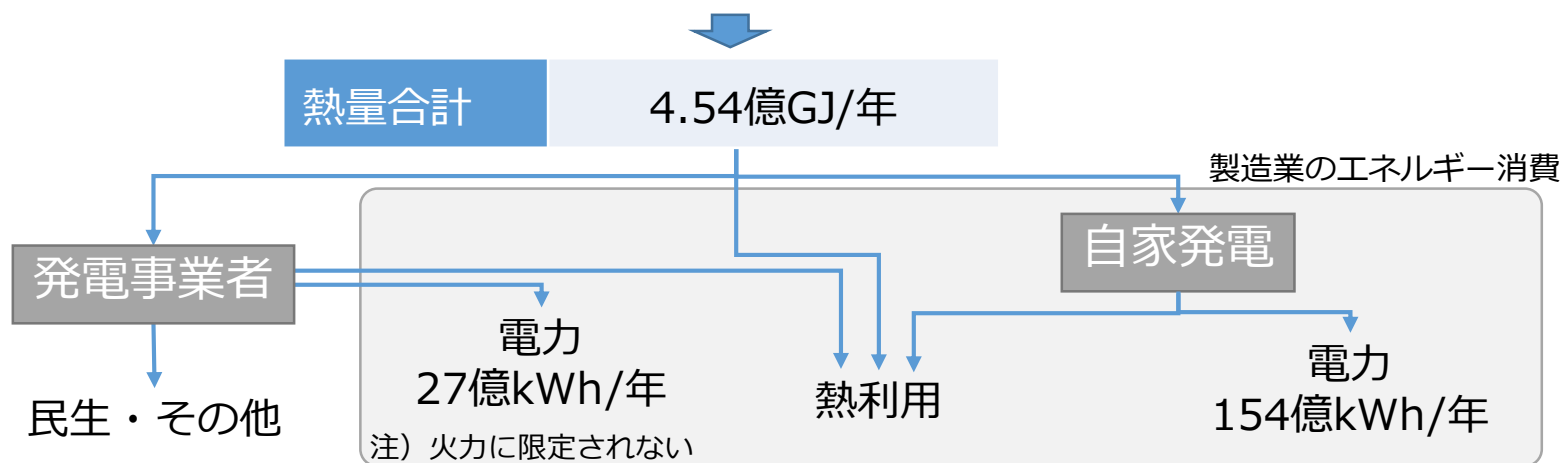 熱量合計
4.54億GJ/年
製造業のエネルギー消費
発電事業者
自家発電
電力
27億kWh/年
注）火力に限定されない
熱利用
電力
154億kWh/年
民生・その他